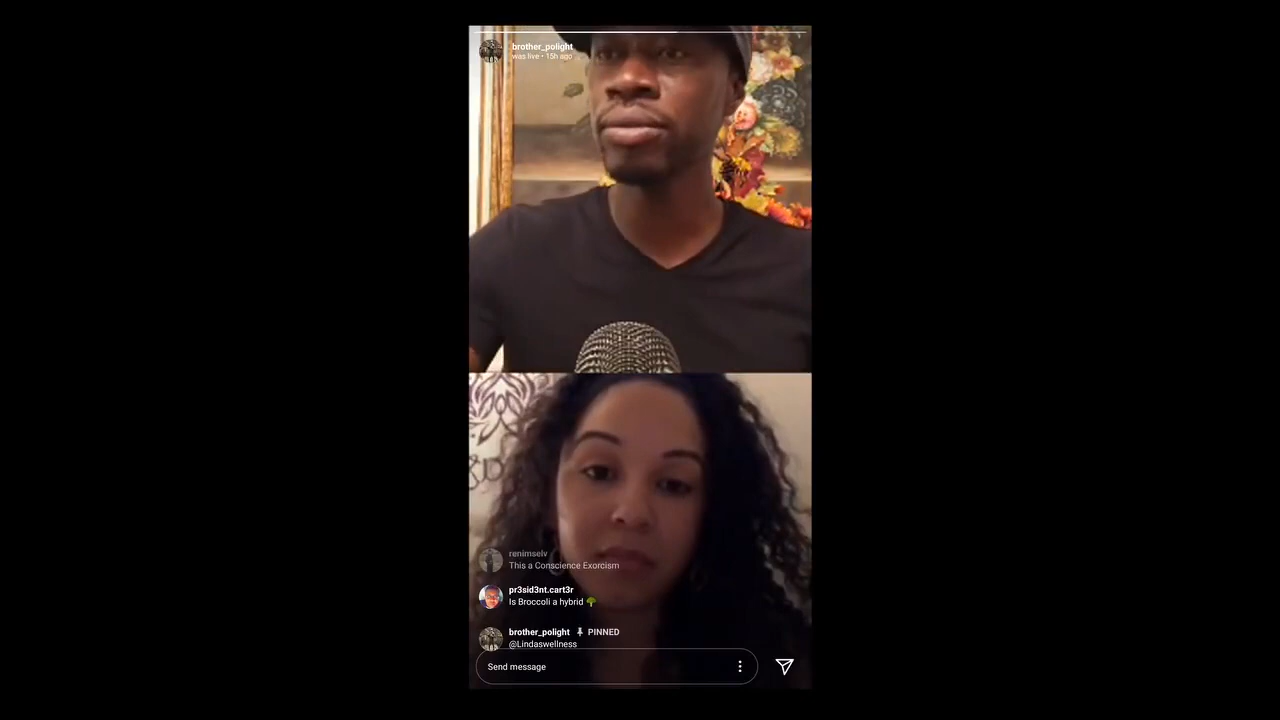 brother_polight
was live • 15h ago
renimselv
This a Conscience Exorcism
pr3sid3nt.cart3r
Is Broccoli a hybrid 🥦
brother_polight PINNED
@Lindaswellness
Send message